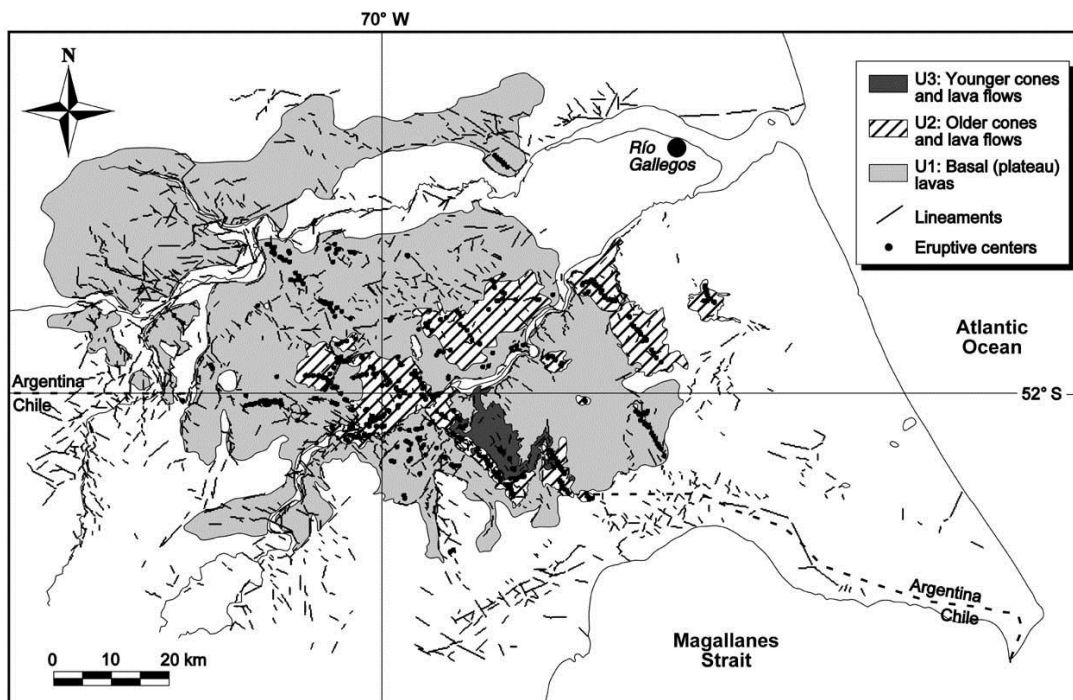 70° W
N
U3: Younger cones
and lava flows
U2: Older cones
and lava flows
U1: Basal (plateau)
lavas
Lineaments
Eruptive centers
Río
Gallegos
Atlantic
Ocean
Argentina
Chile
52° S
Argentina
Chile
Magallanes
Strait
0 10 20 km